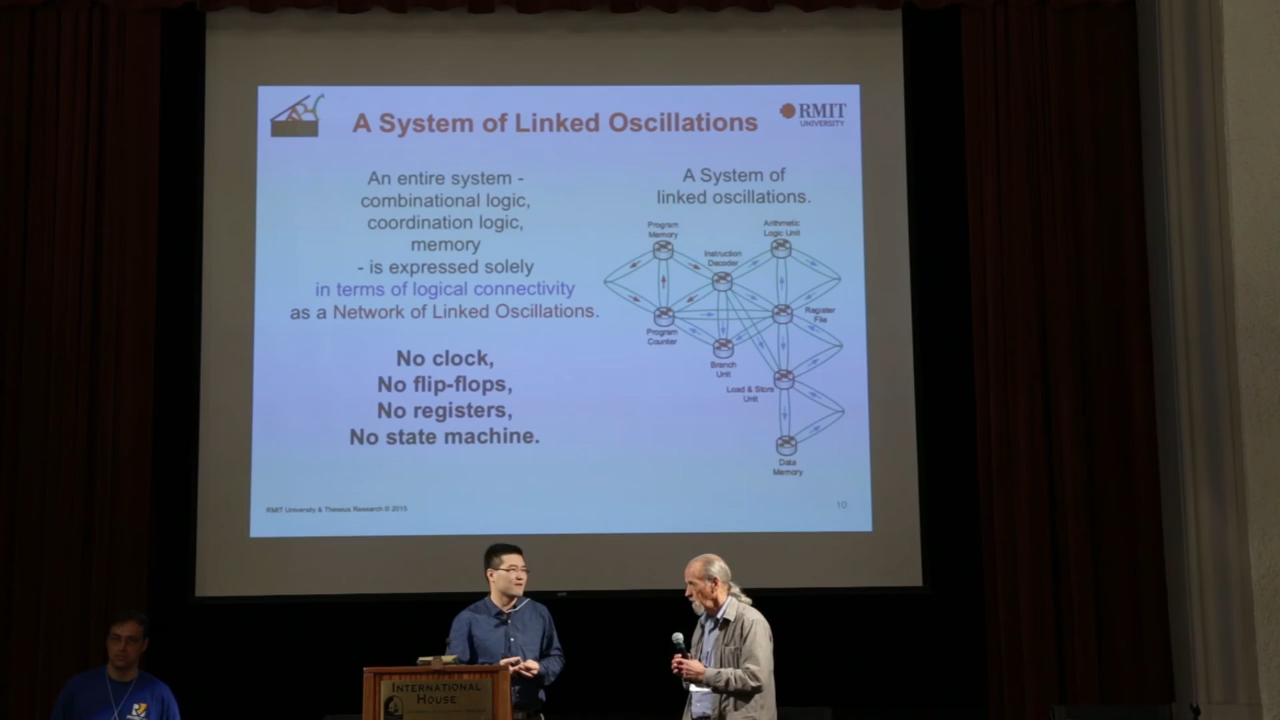 A System of Linked Oscillations
RMIT
UNIVERSITY
An entire system -
combinational logic,
coordination logic,
memory
- is expressed solely
in terms of logical connectivity
as a Network of Linked Oscillations.
No clock,
No flip-flops,
No registers,
No state machine.
A System of
linked oscillations.
Program
Memory
Arithmetic
Logic Unit
Instruction
Decoder
Program
Counter
Register
File
Branch
Unit
Load & Store
Unit
Data
Memory
RMIT University & Theseus Research © 2015
10
INTERNATIONAL
HOUSE